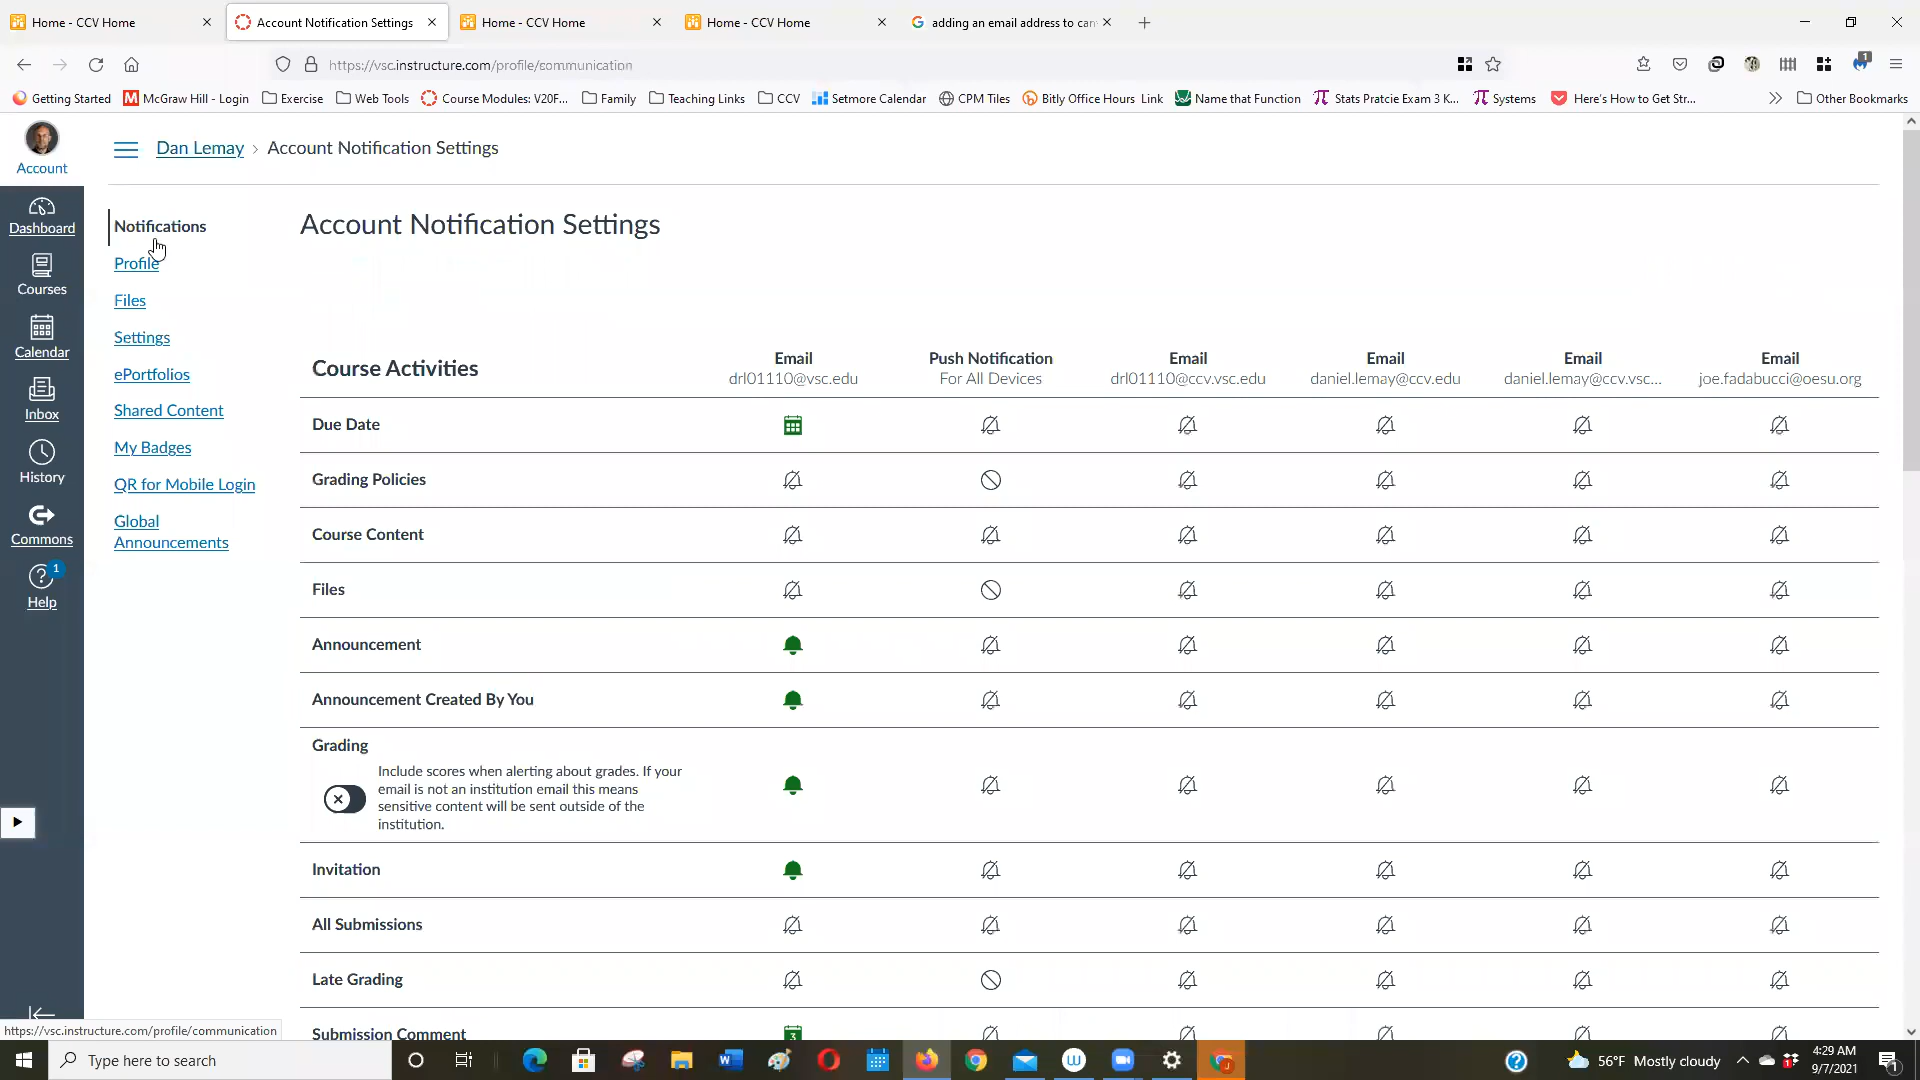 Home - CCV Home
Account Notification Settings
Home - CCV Home
Home - CCV Home
adding an email address to can
https://vsc.instructure.com/profile/communication
Getting Started
McGraw Hill - Login
Exercise
Web Tools
Course Modules: V20F...
Family
Teaching Links
CCV
Setmore Calendar
CPM Tiles
Bitly Office Hours Link
Name that Function
Stats Pratcie Exam 3 K...
Systems
Here's How to Get Str...
Other Bookmarks
Account
Dashboard
Courses
Calendar
Inbox
History
Commons
1
Help
Dan Lemay > Account Notification Settings
Notifications
Profile
Files
Settings
ePortfolios
Shared Content
My Badges
QR for Mobile Login
Global
Announcements
Account Notification Settings
Course Activities
Email
drl01110@vsc.edu
Push Notification
For All Devices
Email
drl01110@ccv.vsc.edu
Email
daniel.lemay@ccv.edu
Email
daniel.lemay@ccv.vsc...
Email
joe.fadabucci@oesu.org
Due Date
Grading Policies
Course Content
Files
Announcement
Announcement Created By You
Grading
Include scores when alerting about grades. If your
email is not an institution email this means
sensitive content will be sent outside of the
institution.
Invitation
All Submissions
Late Grading
Submission Comment
https://vsc.instructure.com/profile/communication
Type here to search
56°F Mostly cloudy
4:29 AM
9/7/2021